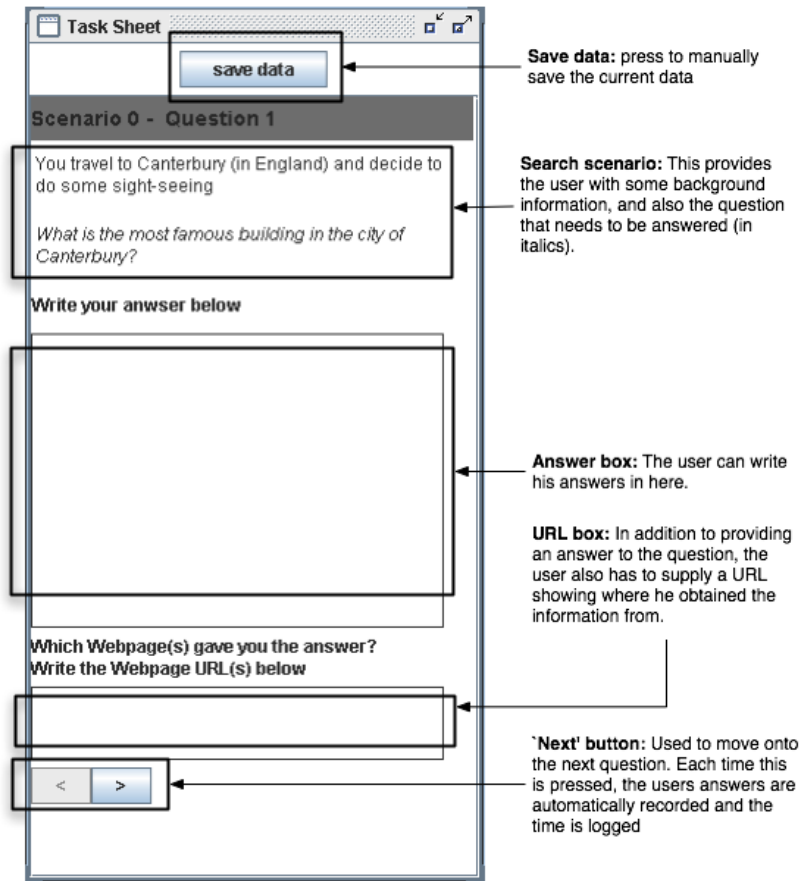 Task Sheet
save data
Save data: press to manually
save the current data
Scenario 0 - Question 1
You travel to Canterbury (in England) and decide to
do some sight-seeing
What is the most famous building in the city of
Canterbury?
Search scenario: This provides
the user with some background
information, and also the question
that needs to be answered (in
italics).
Write your anwser below
Answer box: The user can write
his answers in here.
URL box: In addition to providing
an answer to the question, the
user also has to supply a URL
showing where he obtained the
information from.
Which Webpage(s) gave you the answer?
Write the Webpage URL(s) below
< >
`Next' button: Used to move onto
the next question. Each time this
is pressed, the users answers are
automatically recorded and the
time is logged